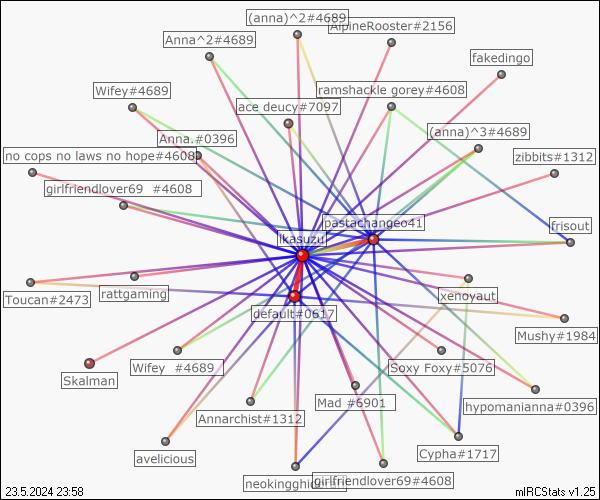 (anna)^2#4689
AlpineRooster#2156
Anna^2#4689
fakedingo
Wifey#4689
ramshackle gorey#4608
ace deucy#7097
(anna)^3#4689
Anna.#0396
no cops no laws no hope#4608
zibbits#1312
girlfriendlover69 #4608
pastachangeo41
frisout
ikasuzu
rattgaming
xenoyaut
Toucan#2473
default#0617
Mushy#1984
Wifey #4689
Soxy Foxy#5076
Skalman
Mad #6901
hypomanianna#0396
Annarchist#1312
Cypha#1717
avelicious
girlfriendlover69#4608
23.5.2024 23:58
mIRCStats v1.25